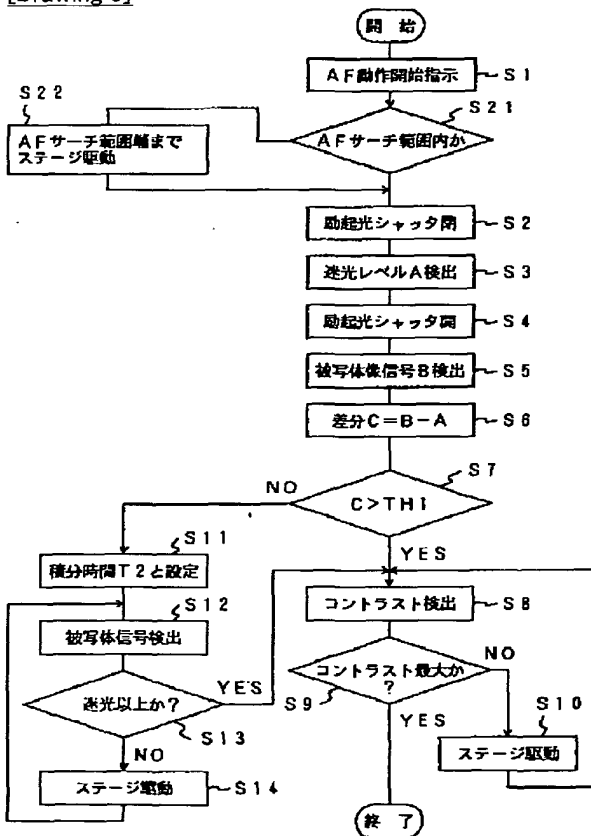 開 始
AF動作開始指示
S1
S22
S21
AFサーチ範囲端まで
ステージ駆動
AFサーチ範囲内か
励起光シャッタ閉
S2
迷光レベルA検出
S3
励起光シャッタ開
S4
被写体像信号B検出
S5
差分C=B-A
S6
S7
NO
C>TH1
S11
YES
積分時間T2と設定
S12
コントラスト検出
S8
被写体信号検出
コントラスト最大か
?
NO
YES
S9
S10
迷光以上か?
S13
YES
NO
ステージ駆動
ステージ駆動
S14
終 了